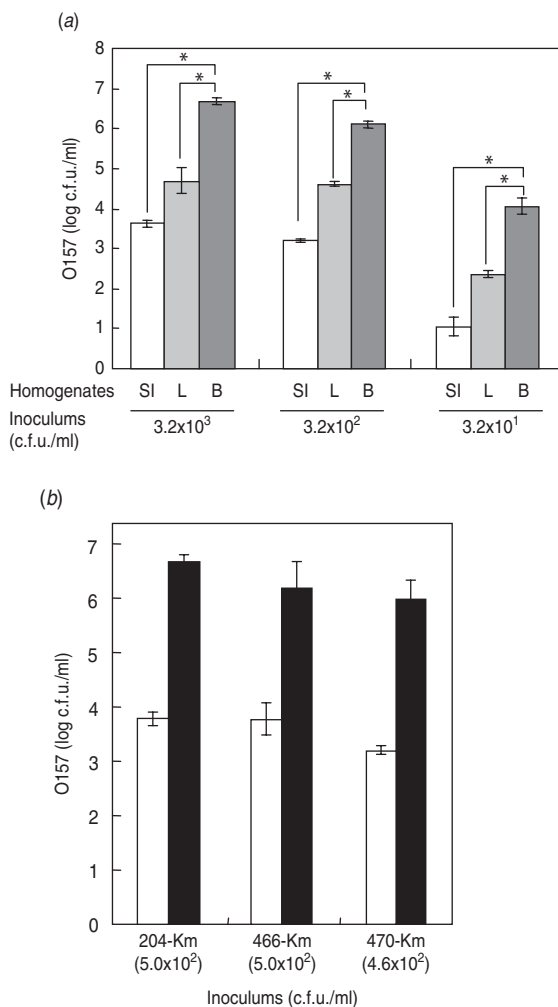 (a)
8
7
6
5
4
3
2
1
0
O157 (log c.f.u./ml)
* * * * * *
Homogenates SI L B SI L B SI L B
Inoculums (c.f.u./ml) 3.2x10³ 3.2x10² 3.2x10¹
(b)
7
6
5
4
3
2
1
0
O157 (log c.f.u./ml)
204-Km 466-Km 470-Km
(5.0x10²) (5.0x10²) (4.6x10²)
Inoculums (c.f.u./ml)